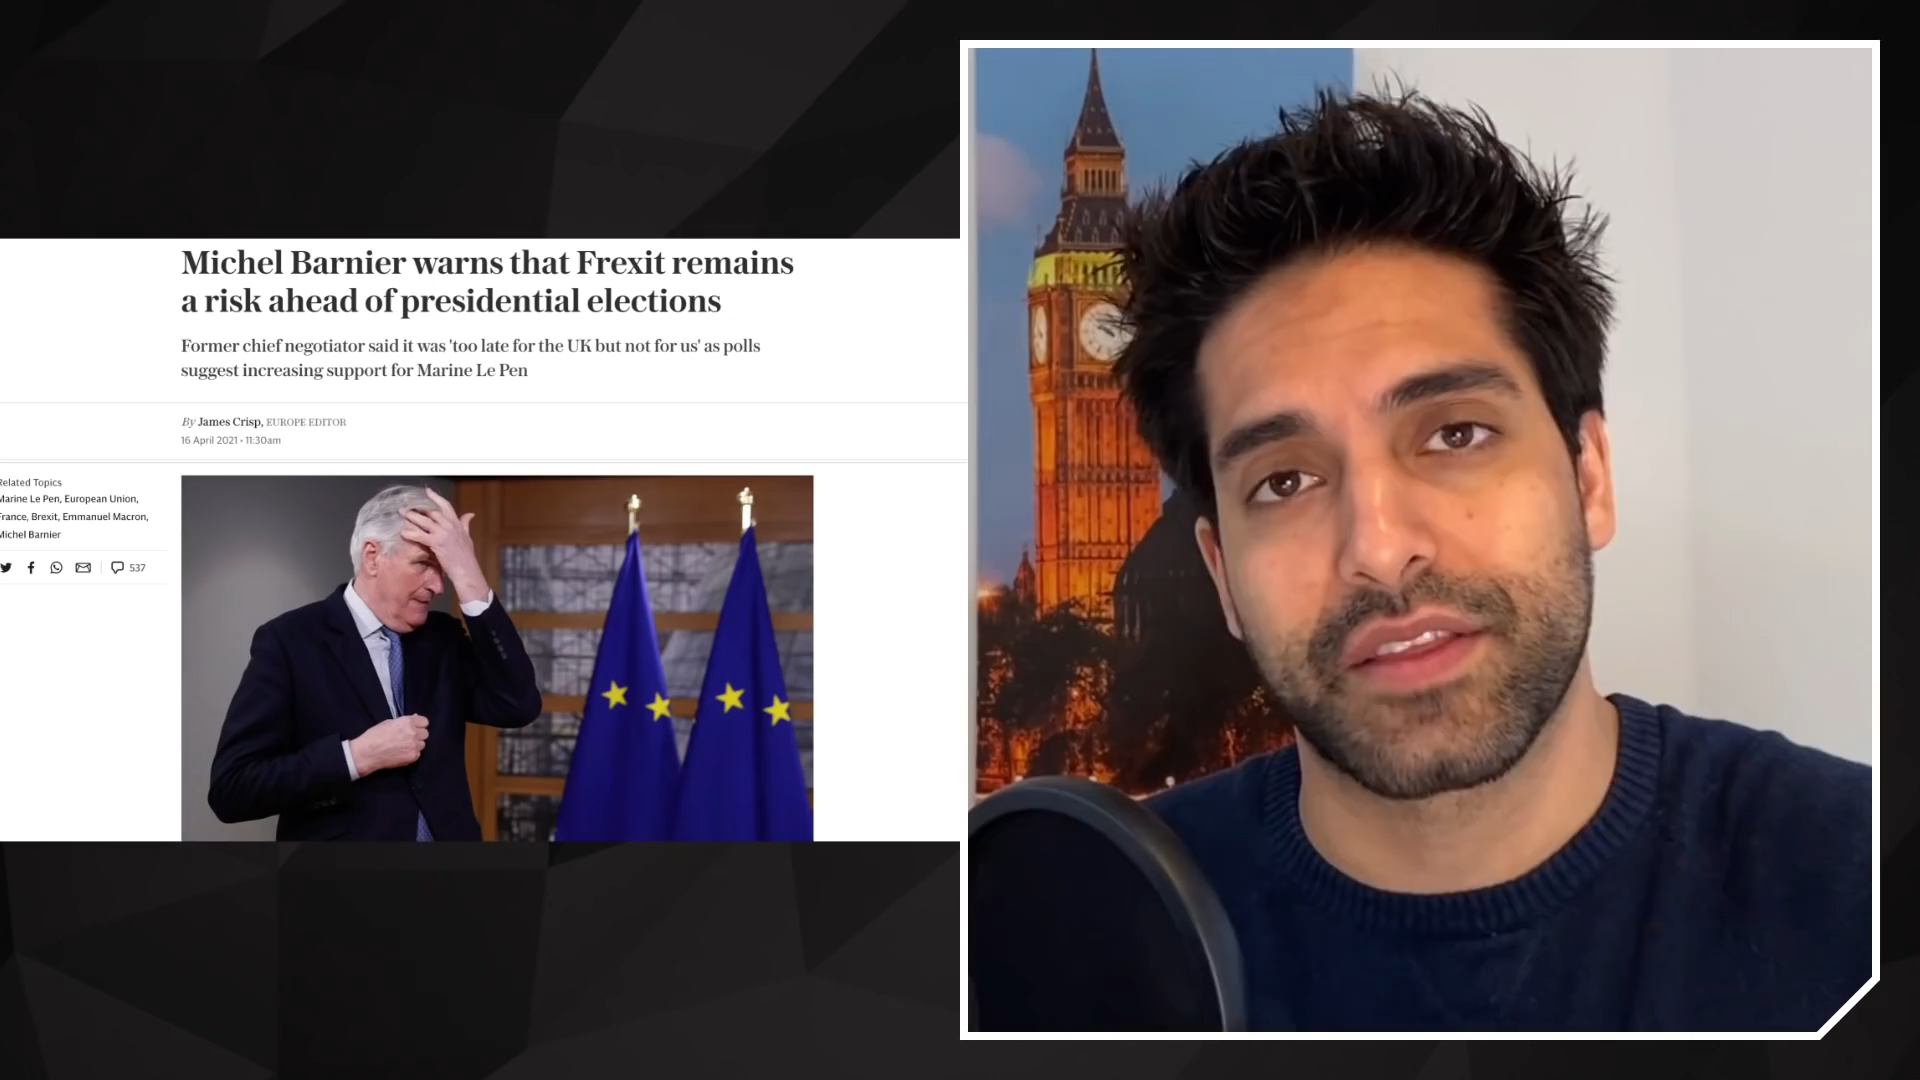 Michel Barnier warns that Frexit remains
a risk ahead of presidential elections
Former chief negotiator said it was 'too late for the UK but not for us' as polls
suggest increasing support for Marine Le Pen
By James Crisp, EUROPE EDITOR
16 April 2021 • 11:30am
Related Topics
Marine Le Pen, European Union,
France, Brexit, Emmanuel Macron,
Michel Barnier
537